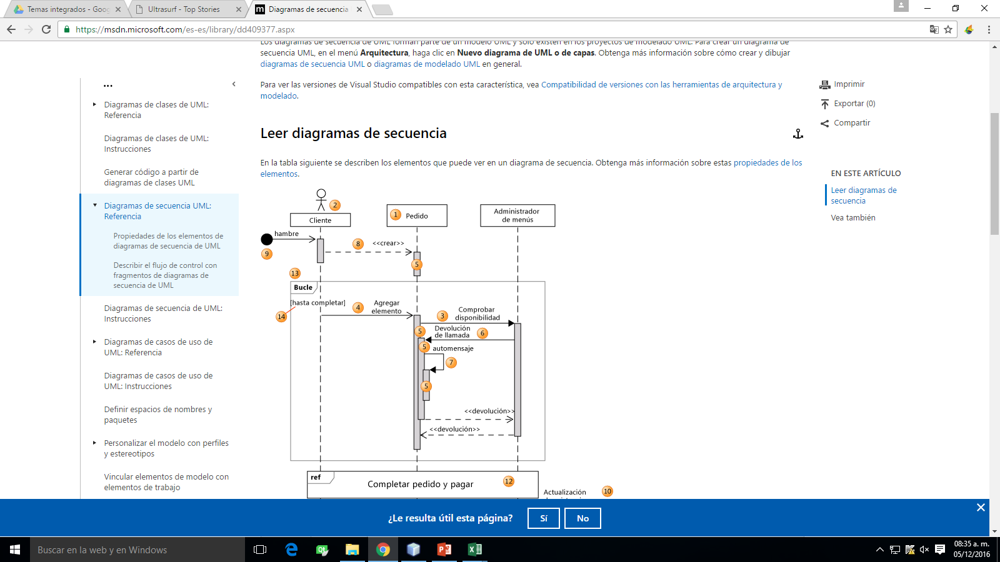 Temas integrados - Goog
Ultrasurf - Top Stories
Diagramas de secuencia
https://msdn.microsoft.com/es-es/library/dd409377.aspx
Los diagramas de secuencia de UML forman parte de un modelo UML y solo existen en los proyectos de modelado UML. Para crear un diagrama de
secuencia UML, en el menú Arquitectura, haga clic en Nuevo diagrama de UML o de capas. Obtenga más información sobre cómo crear y dibujar
diagramas de secuencia UML o diagramas de modelado UML en general.
Para ver las versiones de Visual Studio compatibles con esta característica, vea Compatibilidad de versiones con las herramientas de arquitectura y
modelado.
...
Diagramas de clases de UML:
Referencia
Diagramas de clases de UML:
Instrucciones
Generar código a partir de
diagramas de clases UML
Diagramas de secuencia UML:
Referencia
Propiedades de los elementos de
diagramas de secuencia de UML
Describir el flujo de control con
fragmentos de diagramas de
secuencia de UML
Diagramas de secuencia de UML:
Instrucciones
Diagramas de casos de uso de
UML: Referencia
Diagramas de casos de uso de
UML: Instrucciones
Definir espacios de nombres y
paquetes
Personalizar el modelo con perfiles
y estereotipos
Vincular elementos de modelo con
elementos de trabajo
Leer diagramas de secuencia
En la tabla siguiente se describen los elementos que puede ver en un diagrama de secuencia. Obtenga más información sobre estas propiedades de los
elementos.
2
Cliente
1 Pedido
Administrador
de menús
hambre
8
<<crear>>
9
5
13
Bucle
[hasta completar]
14
4
Agregar
elemento
3
Comprobar
disponibilidad
5
Devolución
de llamada
6
5
automensaje
7
5
<<devolución>>
<<devolución>>
ref
Completar pedido y pagar
12
Actualización
10
Imprimir
Exportar (0)
Compartir
EN ESTE ARTÍCULO
Leer diagramas de
secuencia
Vea también
¿Le resulta útil esta página?
Sí
No
Buscar en la web y en Windows
08:35 a. m.
05/12/2016